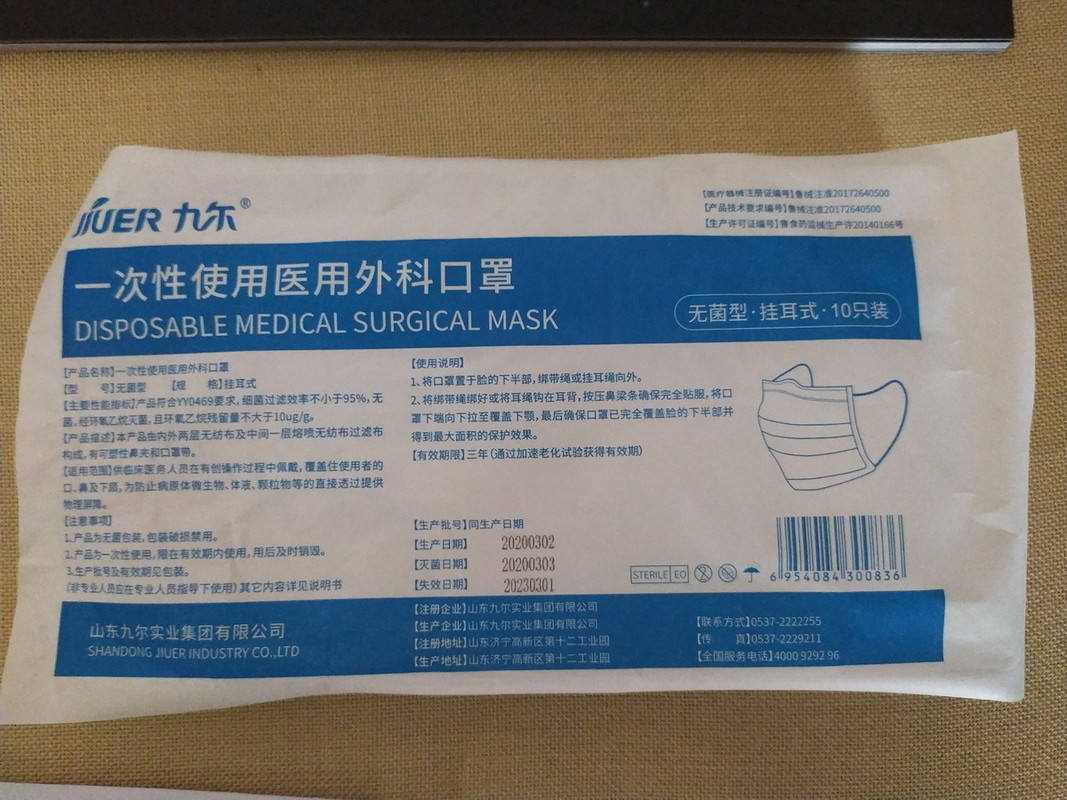 JIUER 九尔®
【医疗器械注册证编号】鲁械注准20172640500
【产品技术要求编号】鲁械注准20172640500
【生产许可证编号】鲁食药监械生产许20140166号
一次性使用医用外科口罩
DISPOSABLE MEDICAL SURGICAL MASK
无菌型·挂耳式·10只装
【产品名称】一次性使用医用外科口罩
【型 号】无菌型 【规 格】挂耳式
【主要性能指标】产品符合YY0469要求,细菌过滤效率不小于95%,无
菌,经环氧乙烷灭菌,且环氧乙烷残留量不大于10ug/g。
【产品描述】本产品由内外两层无纺布及中间一层熔喷无纺布过滤布
构成,有可塑性鼻夹和口罩带。
【适用范围】供临床医务人员在有创操作过程中佩戴,覆盖住使用者的
口、鼻及下颌,为防止病原体微生物、体液、颗粒物等的直接透过提供
物理屏障。
【注意事项】
1.产品为无菌包装,包装破损禁用。
2.产品为一次性使用,限在有效期内使用,用后及时销毁。
3.生产批号及有效期见包装。
(非专业人员应在专业人员指导下使用)其它内容详见说明书
【使用说明】
1、将口罩置于脸的下半部,绑带绳或挂耳绳向外。
2、将绑带绳绑好或将耳绳钩在耳背,按压鼻梁条确保完全贴服,将口
罩下端向下拉至覆盖下颚,最后确保口罩已完全覆盖脸的下半部并
得到最大面积的保护效果。
【有效期限】三年(通过加速老化试验获得有效期)
【生产批号】同生产日期
【生产日期】 20200302
【灭菌日期】 20200303
【失效日期】 20230301
STERILE EO
2
6 954084 300836
山东九尔实业集团有限公司
SHANDONG JIUER INDUSTRY CO.,LTD
【注册企业】山东九尔实业集团有限公司
【生产企业】山东九尔实业集团有限公司
【注册地址】山东济宁高新区第十二工业园
【生产地址】山东济宁高新区第十二工业园
【联系方式】0537-2222255
【传 真】0537-2229211
【全国服务电话】4000 9292 96